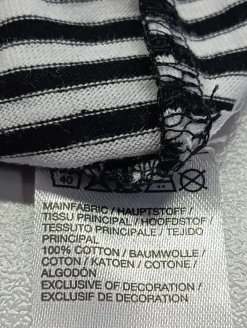 40
MAINFABRIC / HAUPTSTOFF /
TISSU PRINCIPAL / HOOFDSTOF /
TESSUTO PRINCIPALE / TEJIDO
PRINCIPAL
100% COTTON / BAUMWOLLE /
COTON / KATOEN / COTONE /
ALGODÓN
EXCLUSIVE OF DECORATION /
EXCLUSIF DE DECORATION